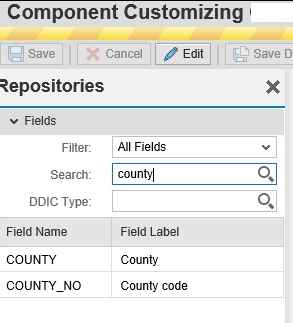 Component Customizing
Save Cancel Edit Save D
Repositories
Fields
Filter: All Fields
Search: county
DDIC Type:
Field Name Field Label
COUNTY County
COUNTY_NO County code